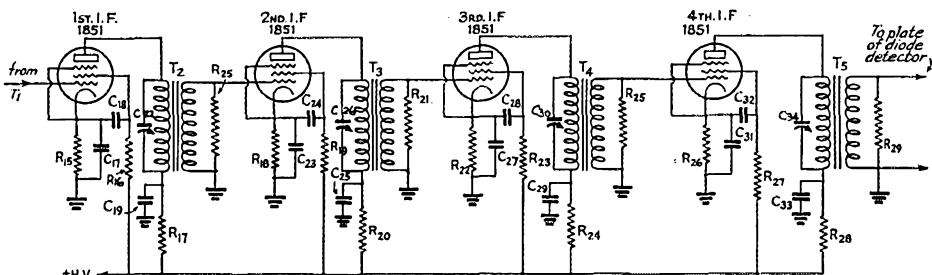 1ST. I.F.
1851
2ND. I.F
1851
3RD. I.F
1851
4TH. I.F
1851
from
T1
C18
T2
R25
C24
T3
R21
C28
T4
R25
C32
T5
To plate
of diode
detector
C26
C30
C34
R15
C17
R16
R18
C23
R19
R22
C27
R23
R26
C31
R27
R29
C19
R17
C25
R20
C29
R24
C33
R28
+H.V.